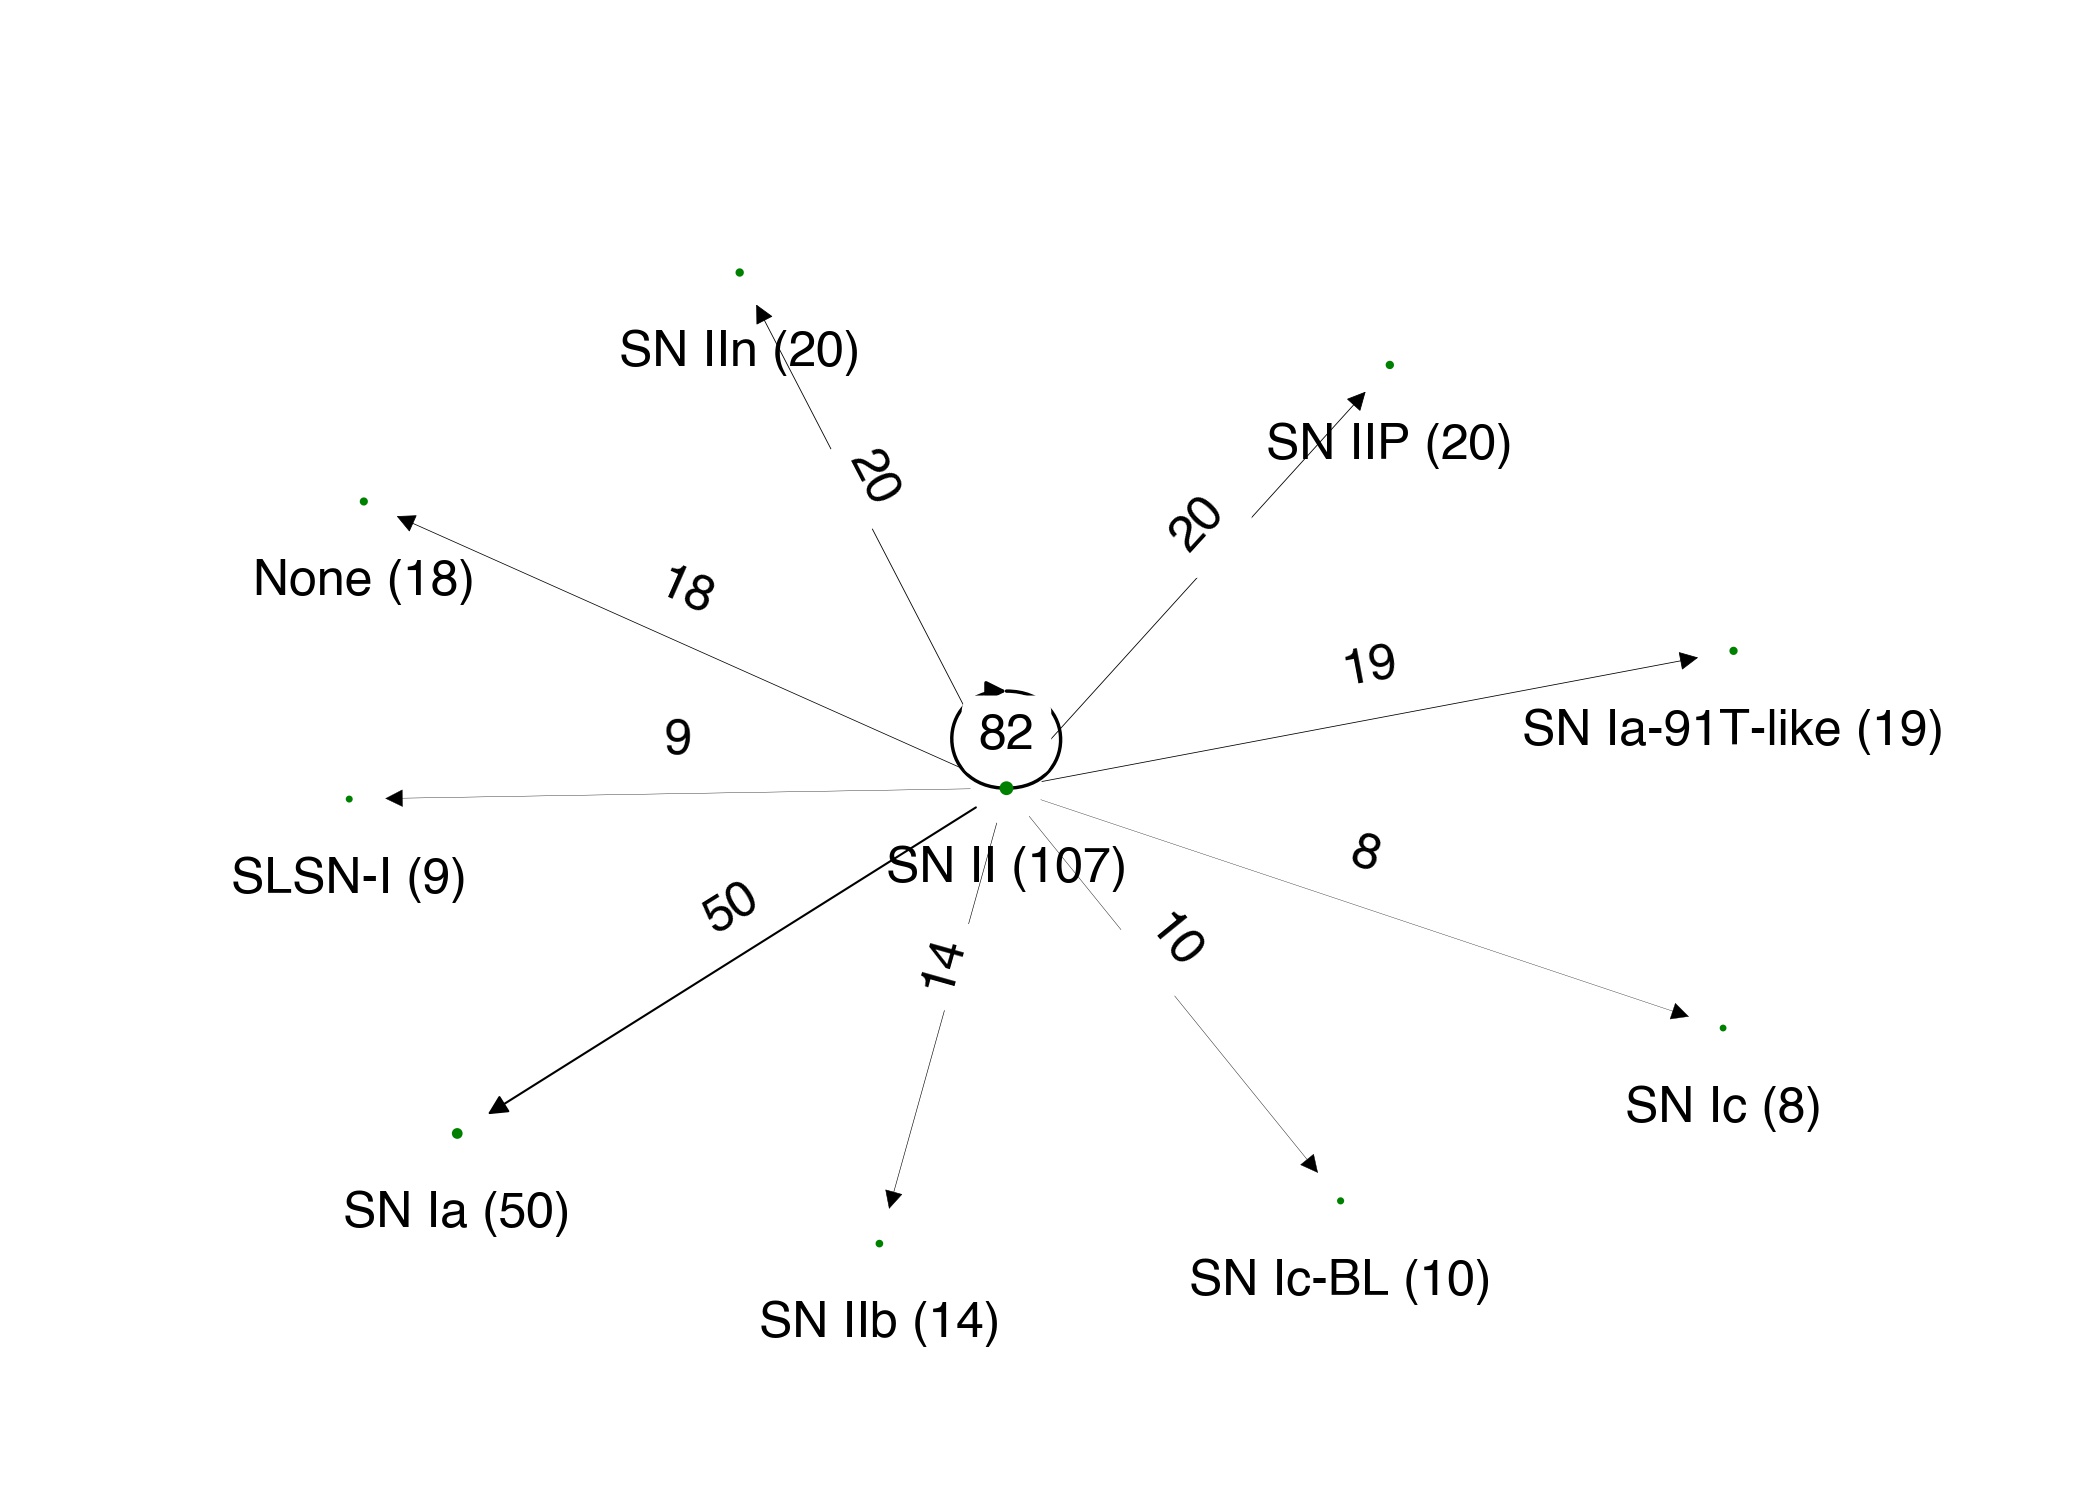 SN IIn (20)
SN IIP (20)
20
20
None (18)
18
19
SN Ia-91T-like (19)
82
9
SLSN-I (9)
SN II (107)
8
50
14
10
SN Ic (8)
SN Ia (50)
SN Ic-BL (10)
SN IIb (14)